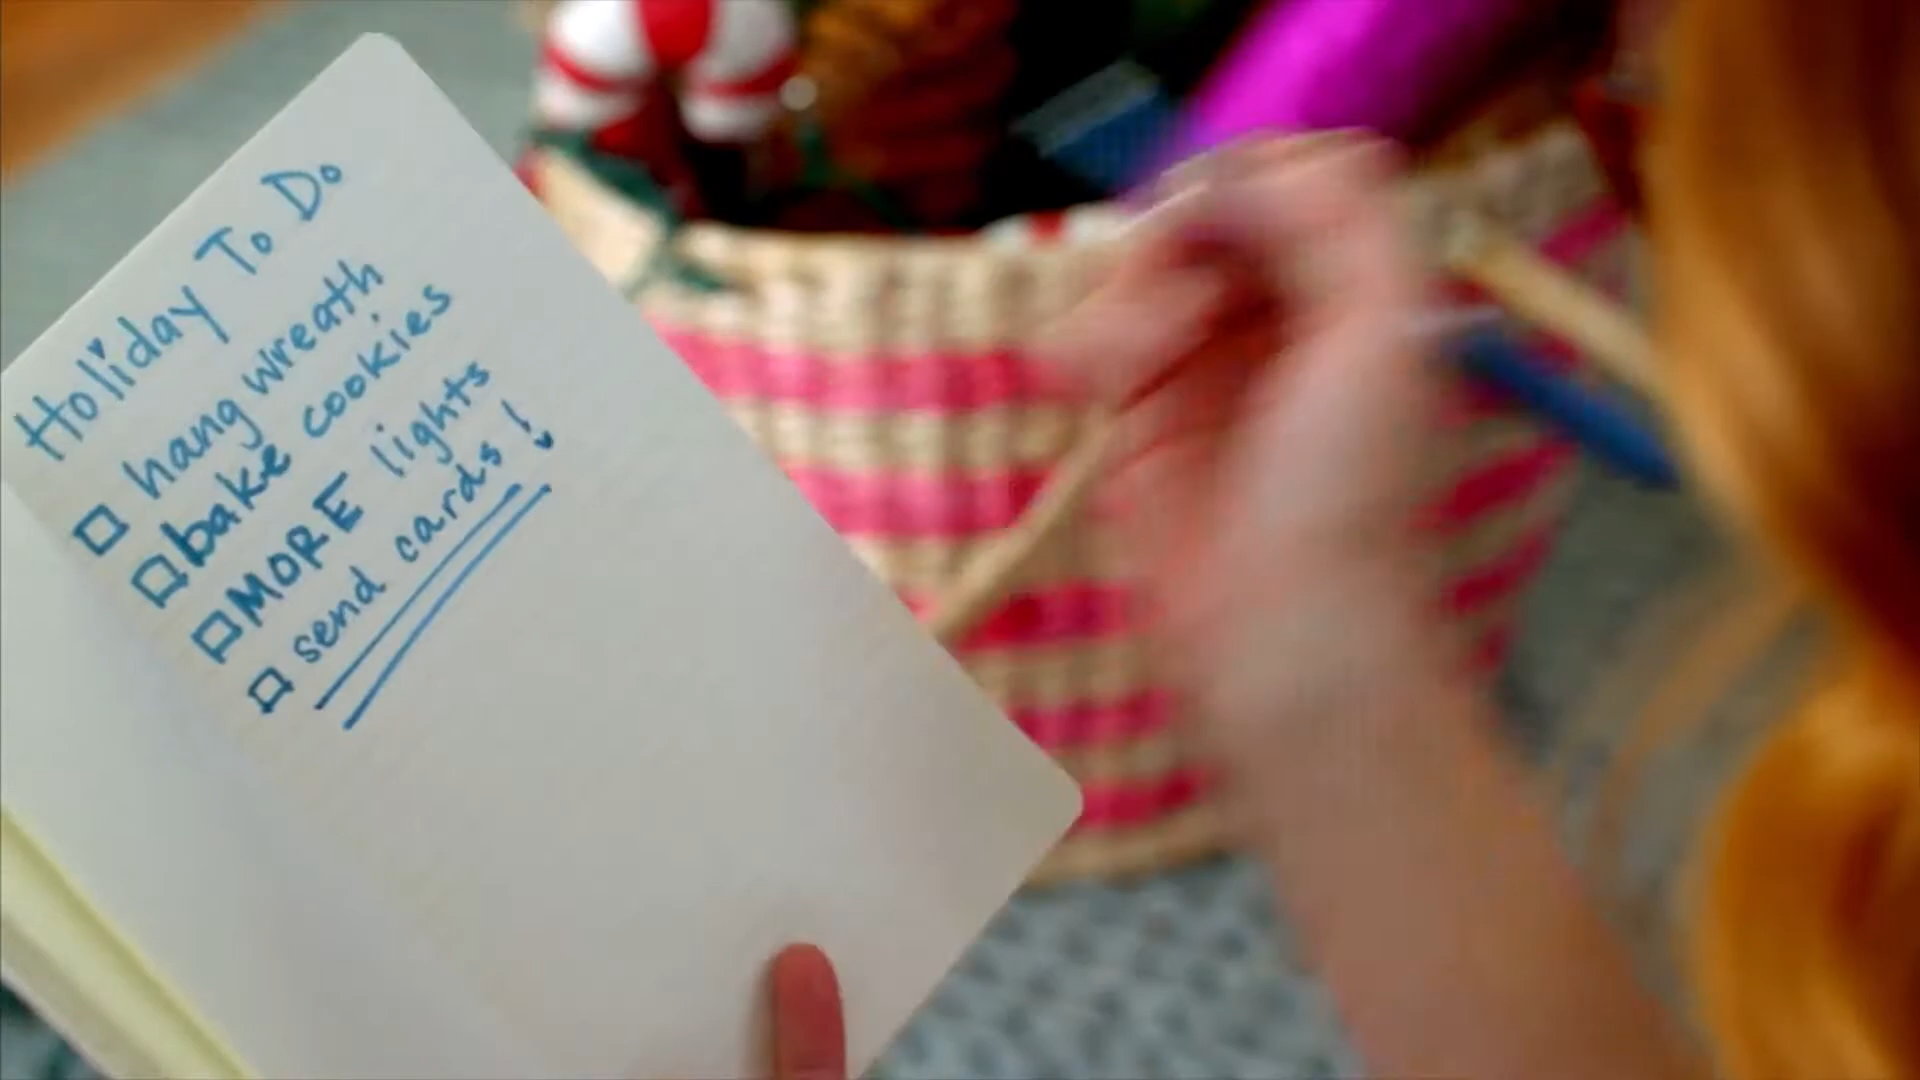 Holiday To Do
hang wreath
bake cookies
MORE lights
send cards!